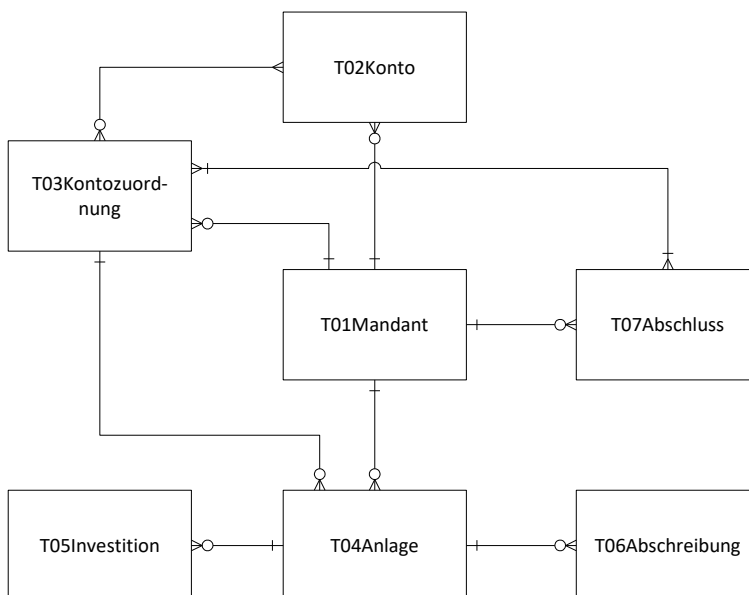 T02Konto
T03Kontozuord-
nung
T01Mandant
T07Abschluss
T05Investition
T04Anlage
T06Abschreibung